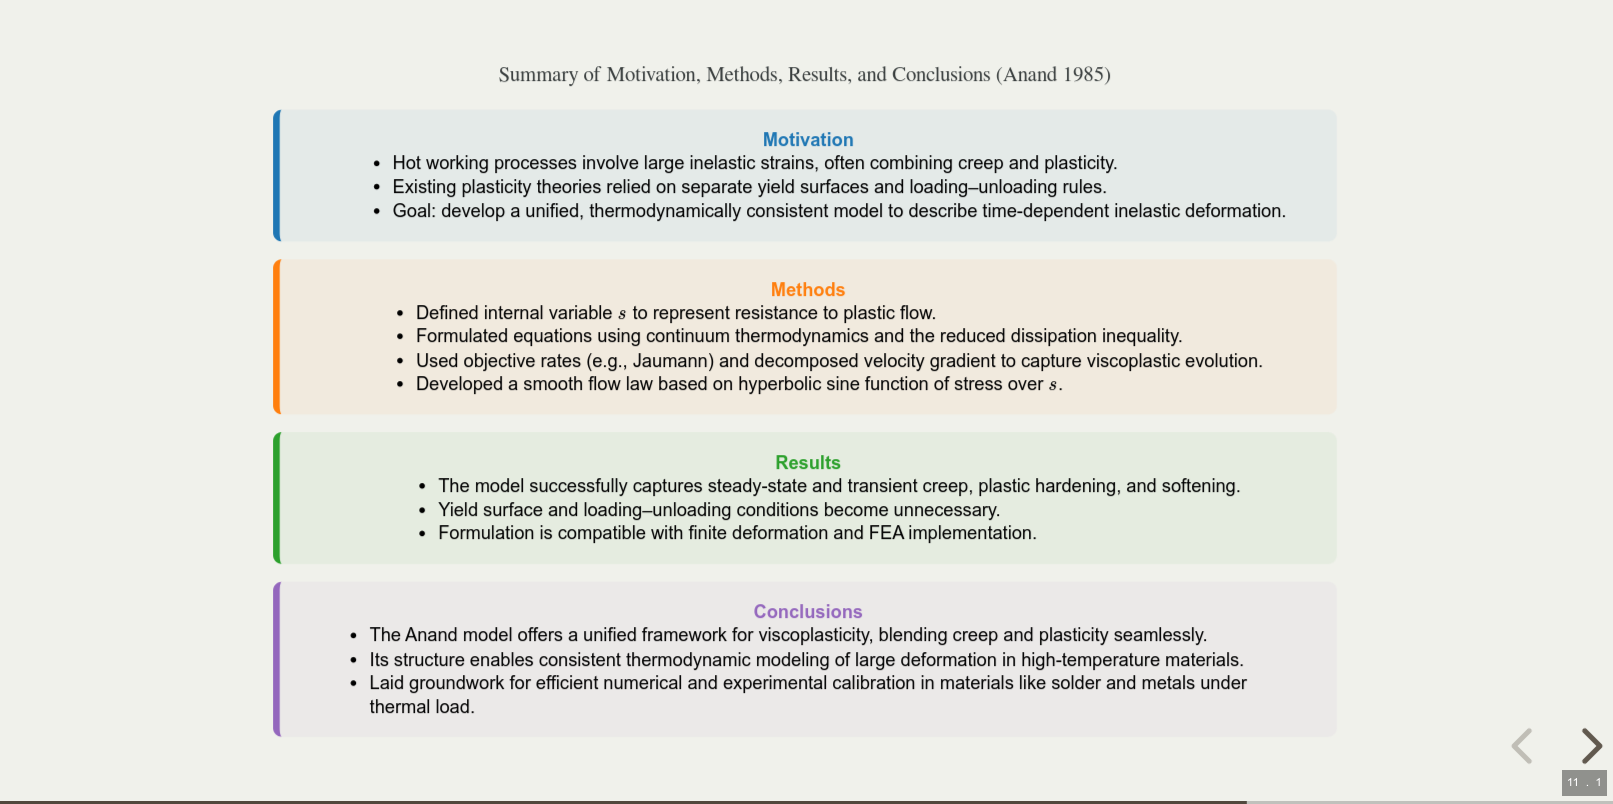 Summary of Motivation, Methods, Results, and Conclusions (Anand 1985)
Motivation
• Hot working processes involve large inelastic strains, often combining creep and plasticity.
• Existing plasticity theories relied on separate yield surfaces and loading–unloading rules.
• Goal: develop a unified, thermodynamically consistent model to describe time-dependent inelastic deformation.
Methods
• Defined internal variable s to represent resistance to plastic flow.
• Formulated equations using continuum thermodynamics and the reduced dissipation inequality.
• Used objective rates (e.g., Jaumann) and decomposed velocity gradient to capture viscoplastic evolution.
• Developed a smooth flow law based on hyperbolic sine function of stress over s.
Results
• The model successfully captures steady-state and transient creep, plastic hardening, and softening.
• Yield surface and loading–unloading conditions become unnecessary.
• Formulation is compatible with finite deformation and FEA implementation.
Conclusions
• The Anand model offers a unified framework for viscoplasticity, blending creep and plasticity seamlessly.
• Its structure enables consistent thermodynamic modeling of large deformation in high-temperature materials.
• Laid groundwork for efficient numerical and experimental calibration in materials like solder and metals under
thermal load.
11 . 1